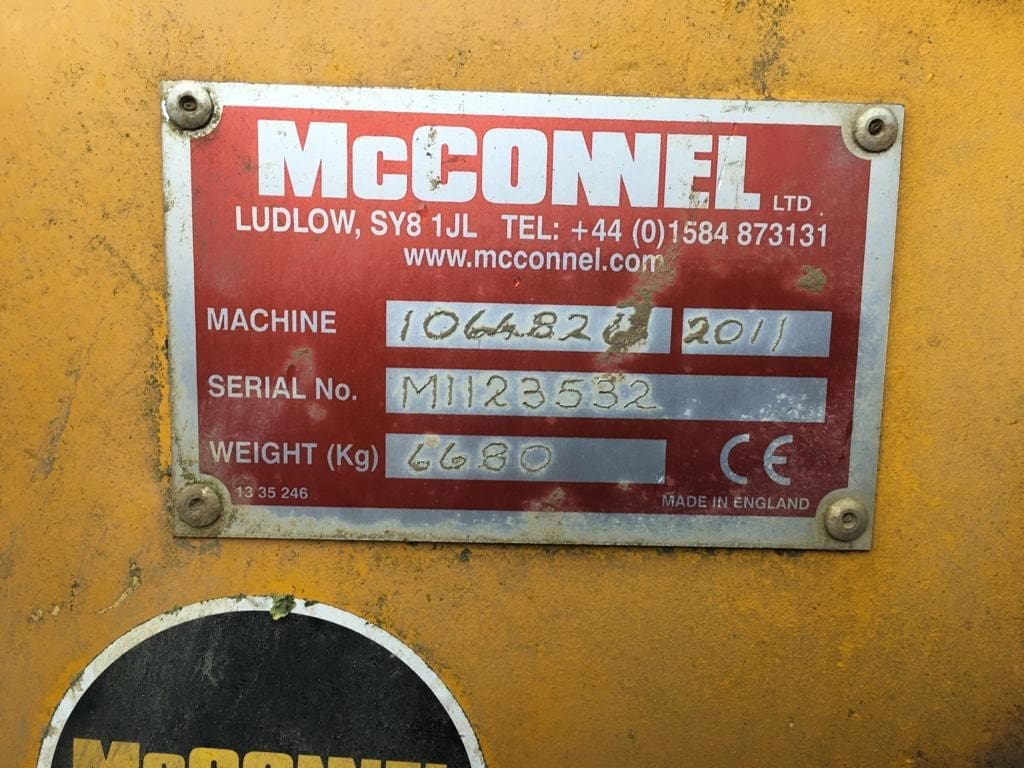 McCONNEL LTD
LUDLOW, SY8 1JL TEL: +44 (0)1584 873131
www.mcconnel.com
MACHINE 2011
SERIAL No. M1123532
WEIGHT (Kg) 6680
CE
13 35 246
MADE IN ENGLAND
McCONNEL